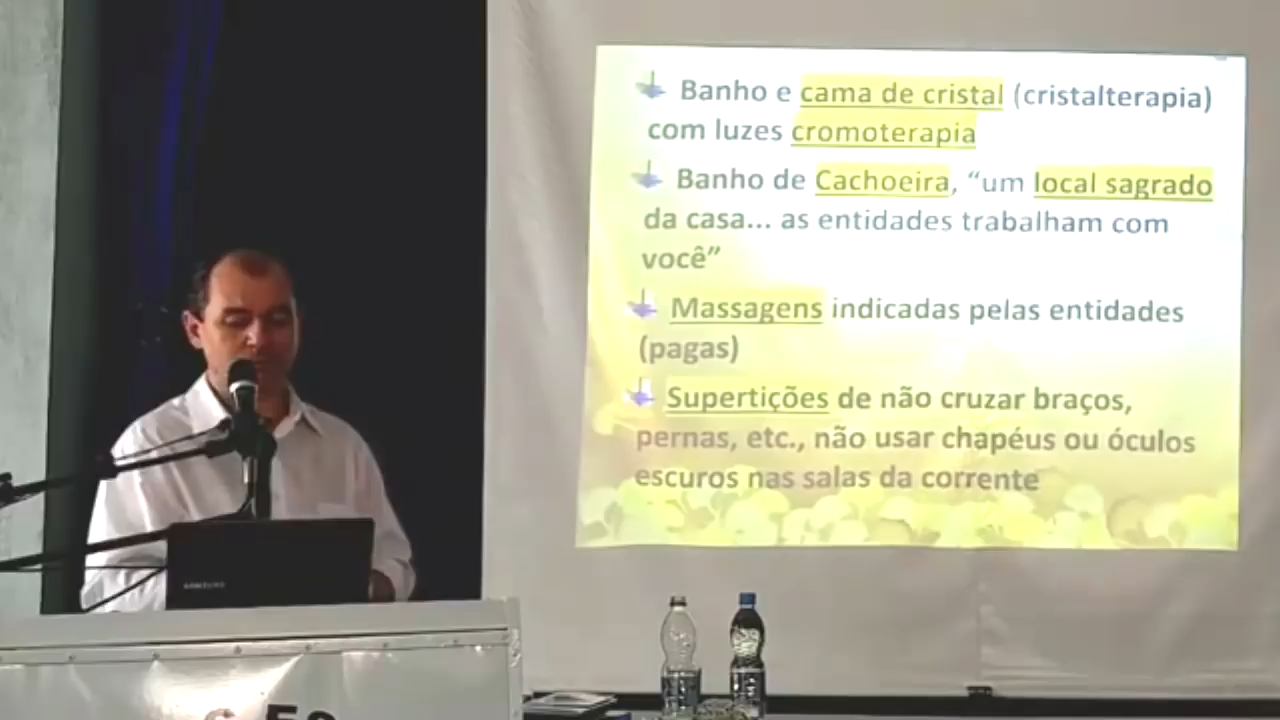 Banho e cama de cristal (cristalterapia)
com luzes cromoterapia
Banho de Cachoeira, “um local sagrado
da casa... as entidades trabalham com
você”
Massagens indicadas pelas entidades
(pagas)
Supertições de não cruzar braços,
pernas, etc., não usar chapéus ou óculos
escuros nas salas da corrente
SAMSUNG